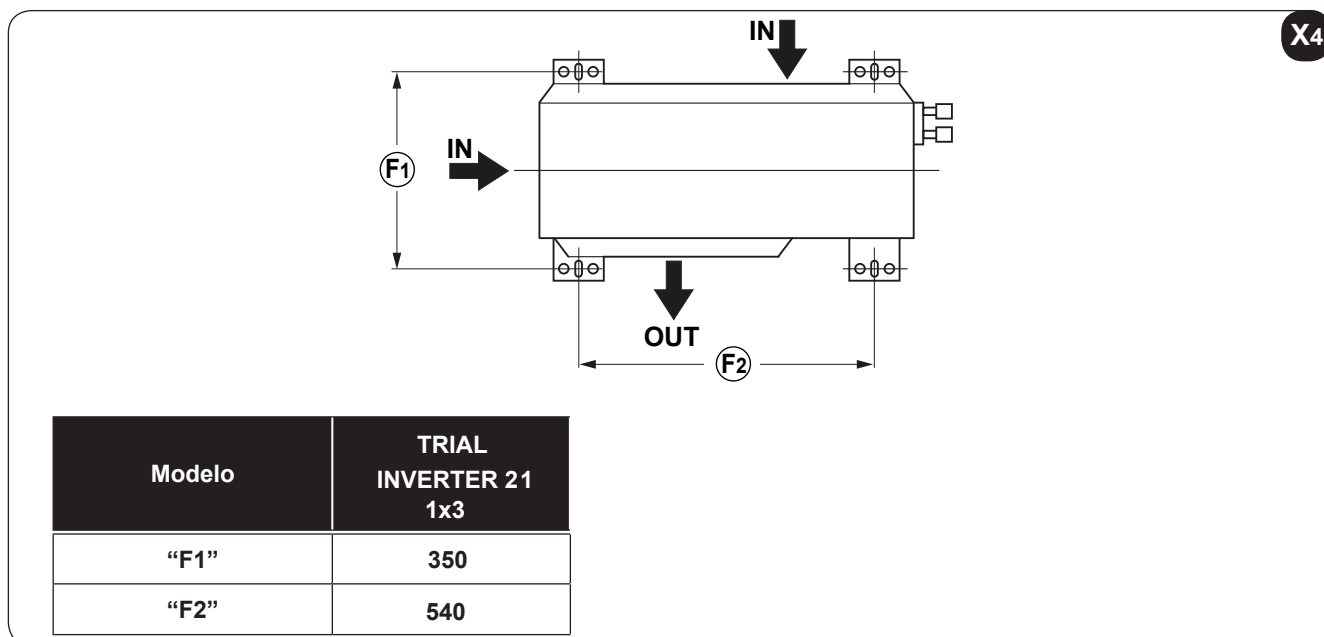 IN
X4
IN
F1
OUT
F2
Modelo
TRIAL
INVERTER 21
1x3
“F1”
350
“F2”
540